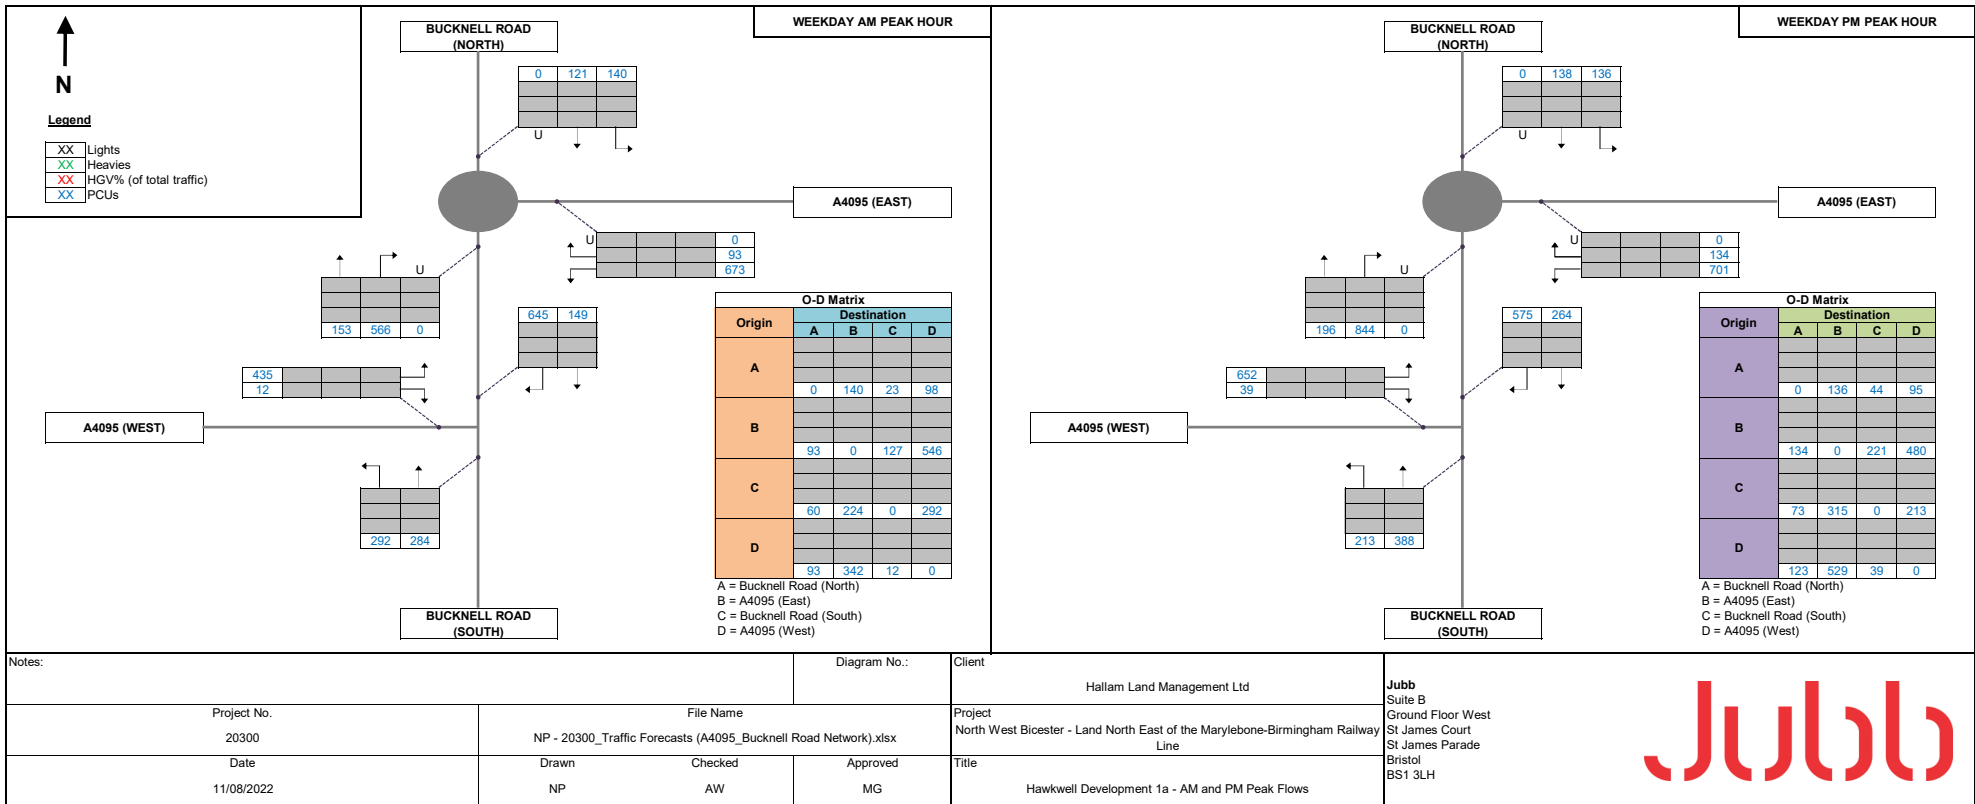 WEEKDAY AM PEAK HOUR
BUCKNELL ROAD
(NORTH)
N
Legend
XX Lights
XX Heavies
XX HGV% (of total traffic)
XX PCUs
0 121 140
U
A4095 (EAST)
U 0
93
673
U
153 566 0
645 149
435
12
A4095 (WEST)
292 284
BUCKNELL ROAD
(SOUTH)
O-D Matrix
Origin Destination
A B C D
A
0 140 23 98
B
93 0 127 546
C
60 224 0 292
D
93 342 12 0
A = Bucknell Road (North)
B = A4095 (East)
C = Bucknell Road (South)
D = A4095 (West)
WEEKDAY PM PEAK HOUR
BUCKNELL ROAD
(NORTH)
0 138 136
U
A4095 (EAST)
U 0
134
701
U
196 844 0
575 264
652
39
A4095 (WEST)
213 388
BUCKNELL ROAD
(SOUTH)
O-D Matrix
Origin Destination
A B C D
A
0 136 44 95
B
134 0 221 480
C
73 315 0 213
D
123 529 39 0
A = Bucknell Road (North)
B = A4095 (East)
C = Bucknell Road (South)
D = A4095 (West)
Notes:
Diagram No.:
Client
Hallam Land Management Ltd
Project No.
20300
File Name
NP - 20300_Traffic Forecasts (A4095_Bucknell Road Network).xlsx
Project
North West Bicester - Land North East of the Marylebone-Birmingham Railway
Line
Date
11/08/2022
Drawn
NP
Checked
AW
Approved
MG
Title
Hawkwell Development 1a - AM and PM Peak Flows
Jubb
Suite B
Ground Floor West
St James Court
St James Parade
Bristol
BS1 3LH
Jubb